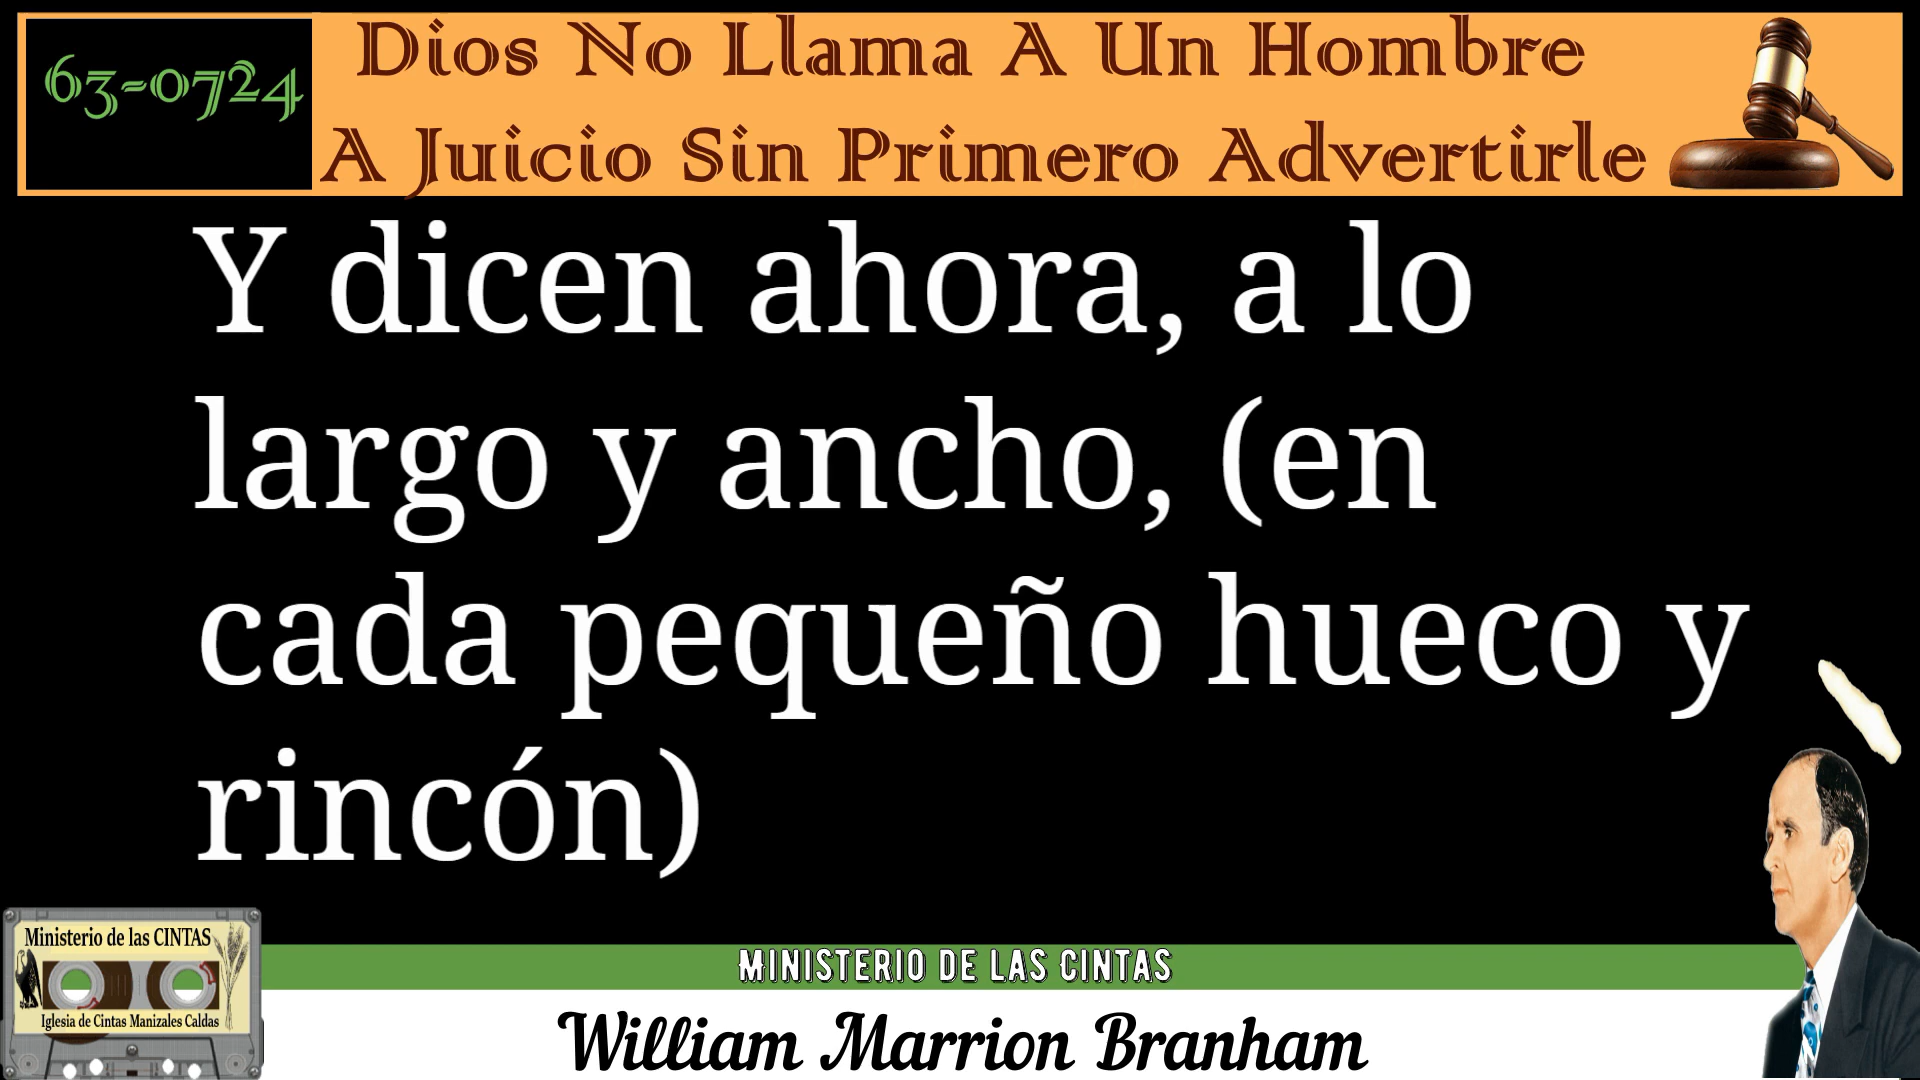 63-0724
Dios No Llama A Un Hombre
A Juicio Sin Primero Advertirle
Y dicen ahora, a lo
largo y ancho, (en
cada pequeño hueco y
rincón)
Ministerio de las CINTAS
Iglesia de Cintas Manizales Caldas
MINISTERIO DE LAS CINTAS
William Marrion Branham